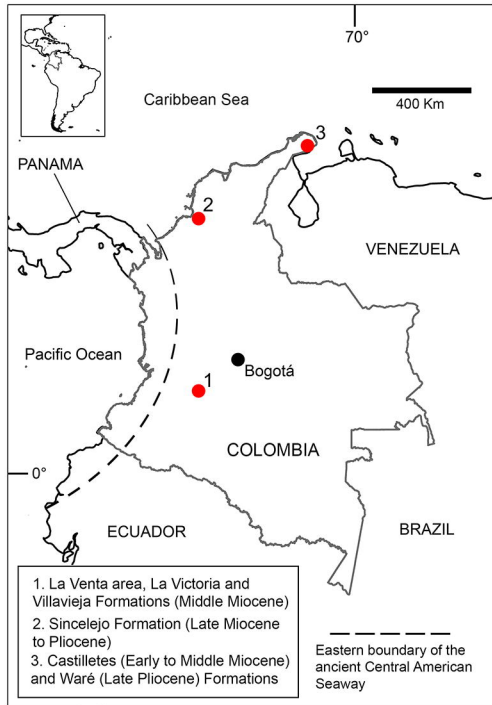 70°
Caribbean Sea
400 Km
3
PANAMA
2
VENEZUELA
Pacific Ocean
Bogotá
1
COLOMBIA
0°
ECUADOR
BRAZIL
1. La Venta area, La Victoria and
Villavieja Formations (Middle Miocene)
2. Sincelejo Formation (Late Miocene
to Pliocene)
3. Castilletes (Early to Middle Miocene)
and Waré (Late Pliocene) Formations
Eastern boundary of the
ancient Central American
Seaway